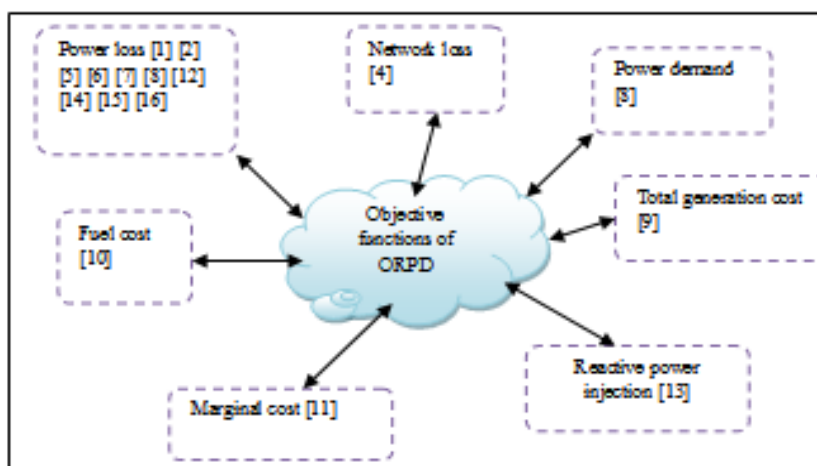 Power loss [1] [2]
[5] [6] [7] [8] [12]
[14] [15] [16]
Network loss
[4]
Power demand
[8]
Total generation cost
[9]
Objective
functions of
ORPD
Fuel cost
[10]
Reactive power
injection [13]
Marginal cost [11]